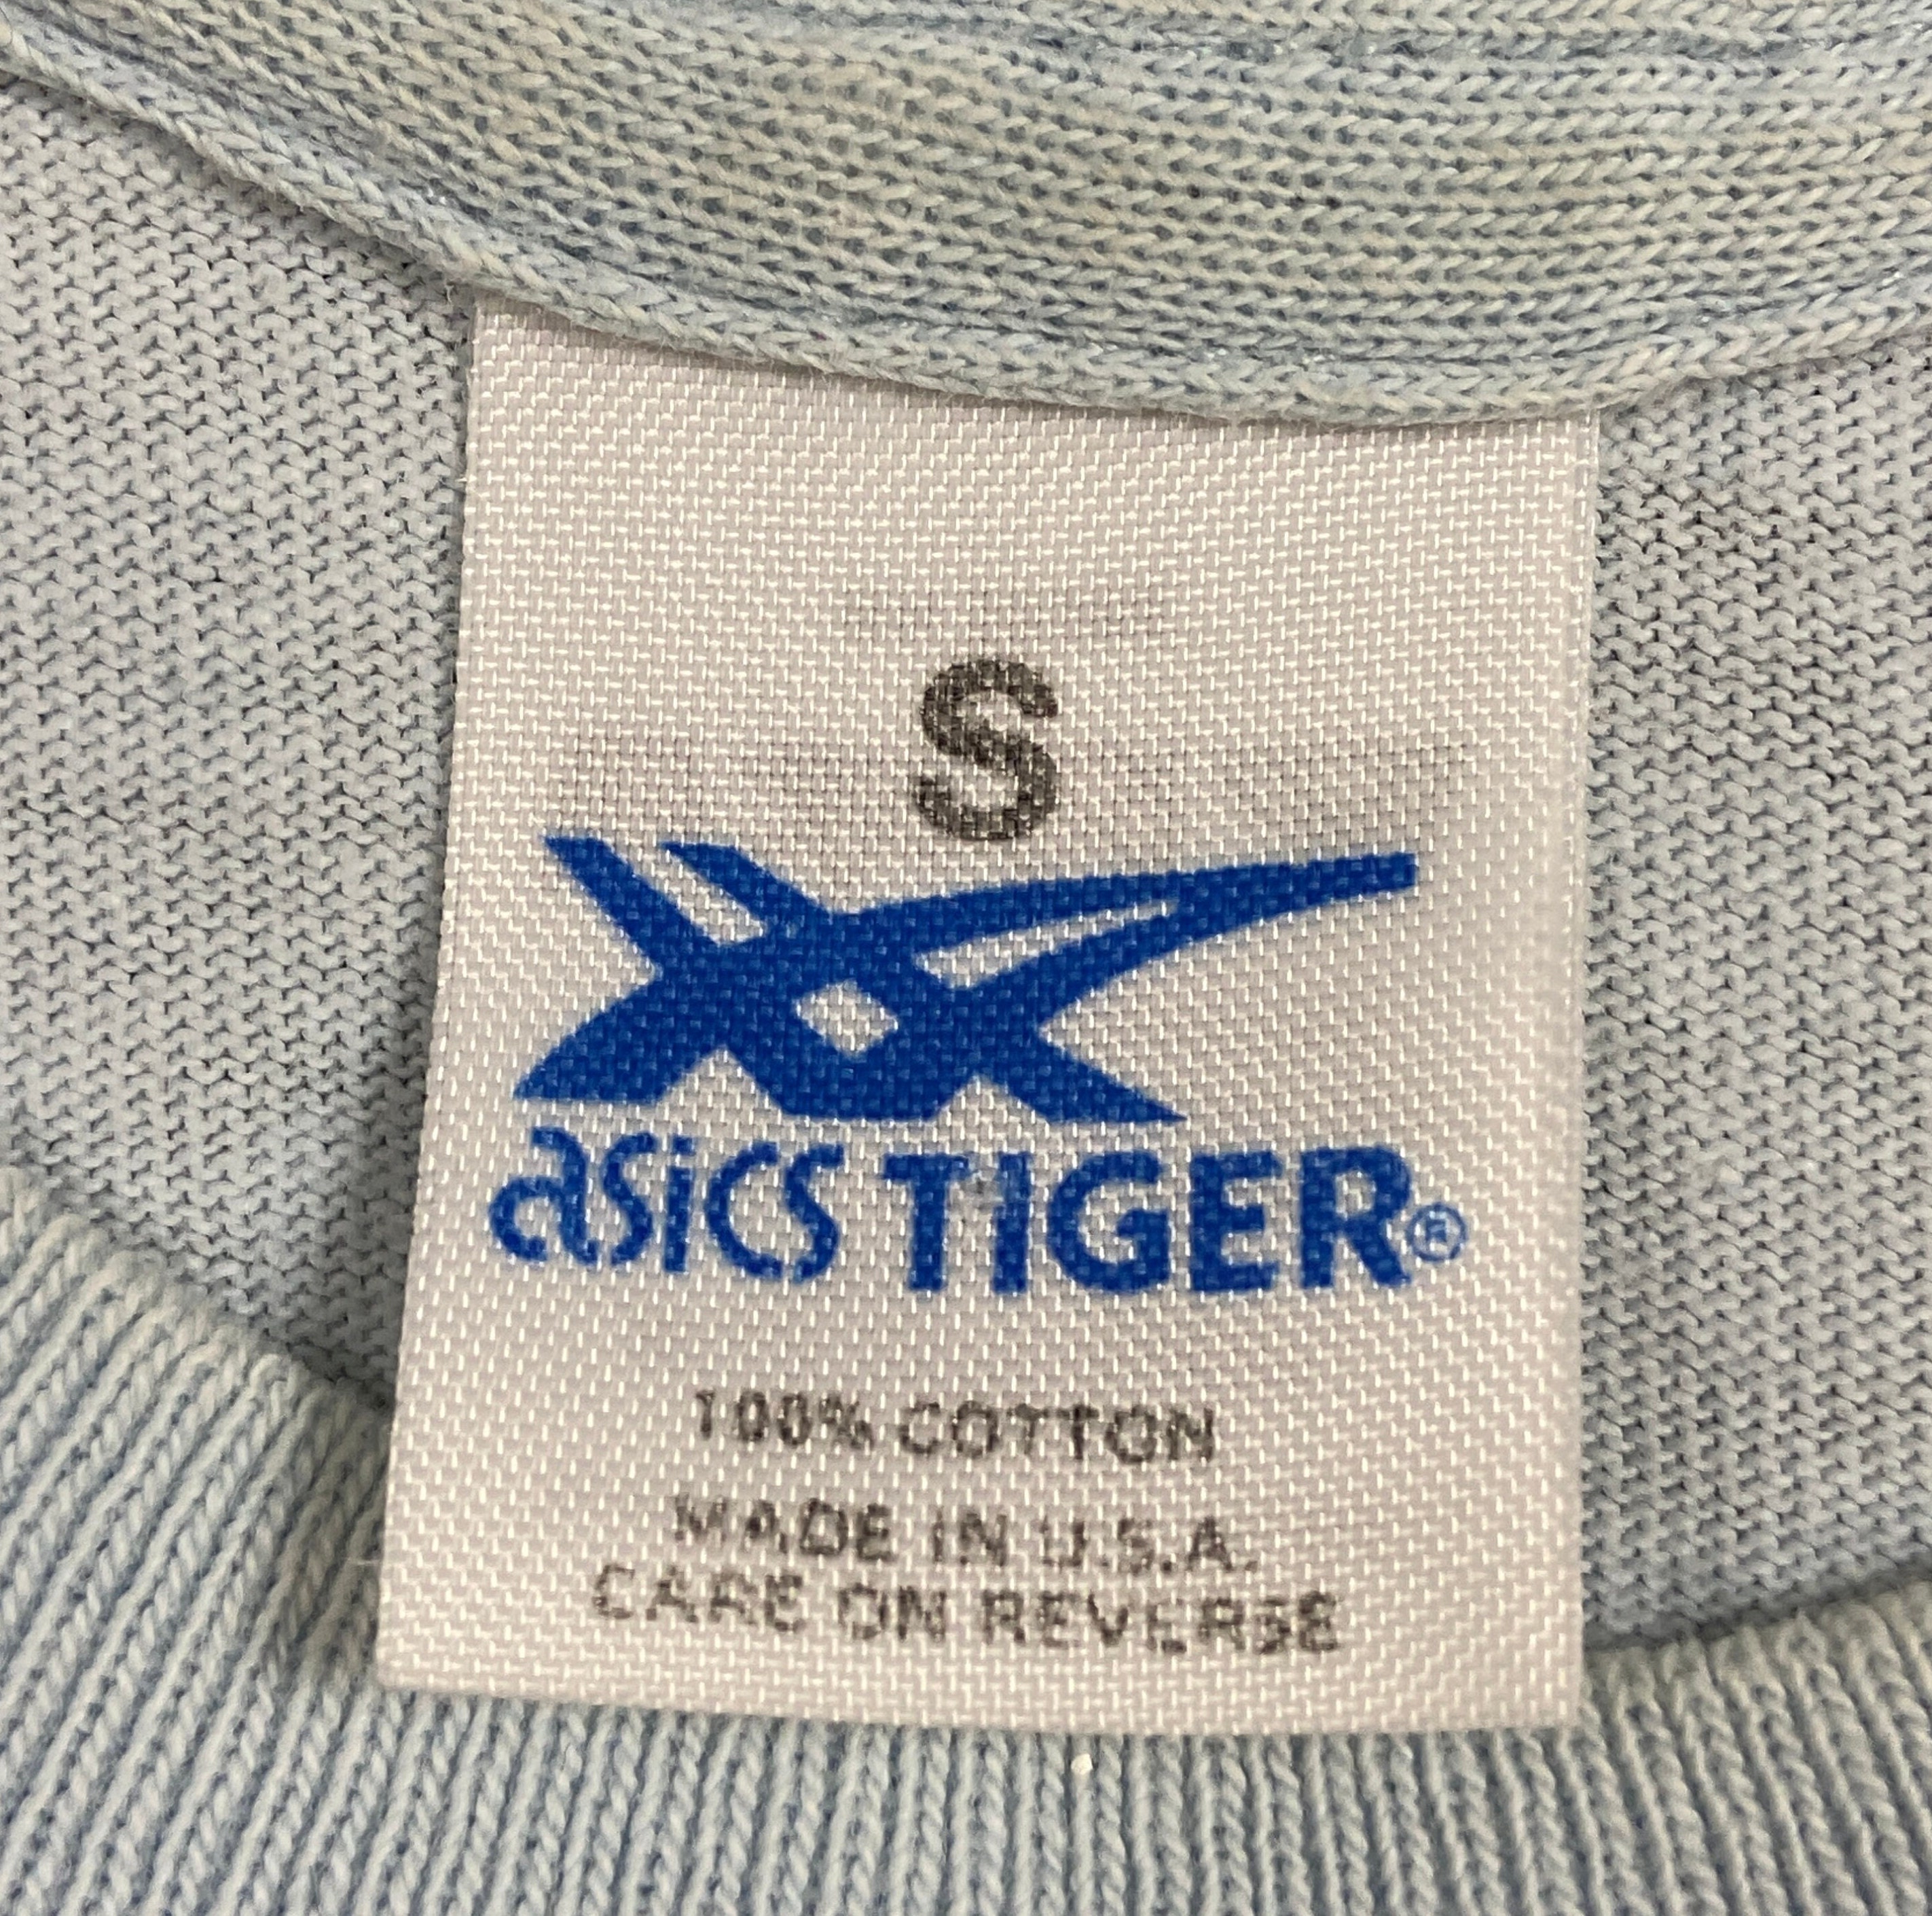 S
asics TIGER®
100% COTTON
MADE IN U.S.A.
CARE ON REVERSE